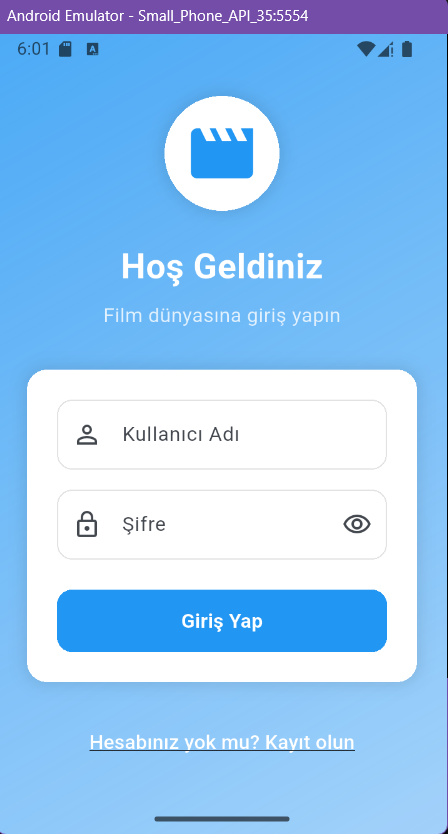 Android Emulator - Small_Phone_API_35:5554
6:01
Hoş Geldiniz
Film dünyasına giriş yapın
Kullanıcı Adı
Şifre
Giriş Yap
Hesabınız yok mu? Kayıt olun